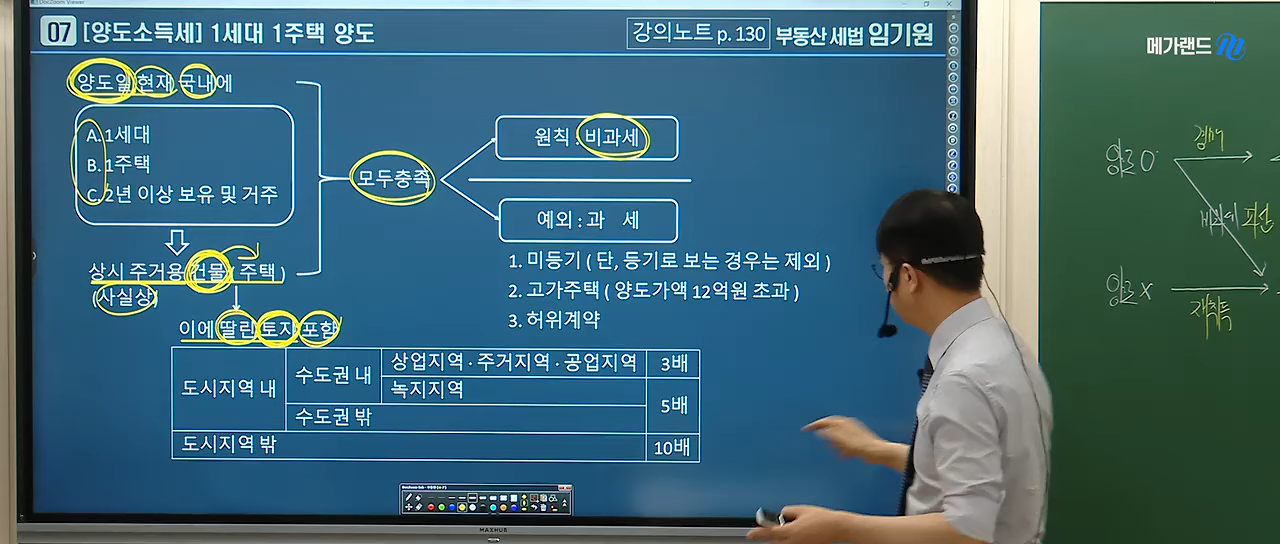 07 [양도소득세] 1세대 1주택 양도
강의노트 p. 130 부동산 세법 임기원
메가랜드
양도일 현재 국내에
A.1세대
B.1주택
C.2년 이상 보유 및 거주
모두충족
원칙 : 비과세
예외 : 과 세
상시 주거용 건물 ( 주택 )
(사실상)
이에 딸린 토지 포함
1. 미등기 ( 단, 등기로 보는 경우는 제외 )
2. 고가주택 ( 양도가액 12억원 초과 )
3. 허위계약
도시지역 내
수도권 내
상업지역 · 주거지역 · 공업지역
3배
녹지지역
5배
수도권 밖
도시지역 밖
10배
MAXHUB
양도O
양도X